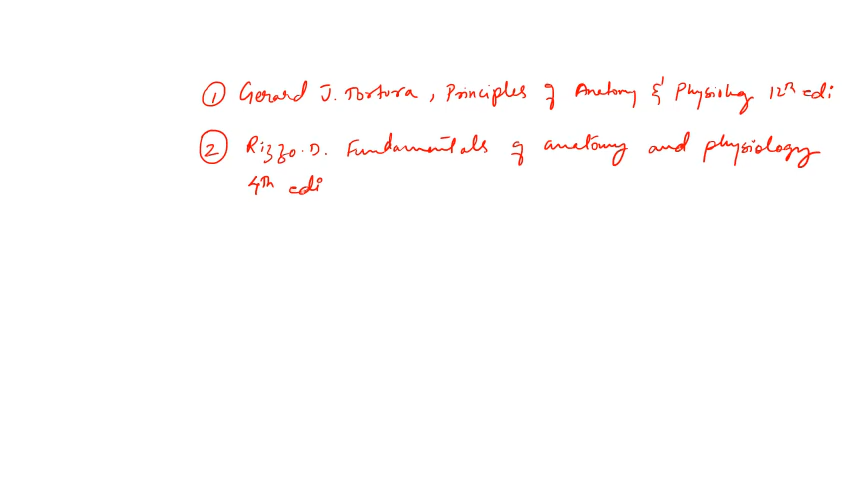 ① Gerard J. Tortora, Principles of Anatomy & Physiology 12th edi
② Rizzo.D. Fundamentals of anatomy and physiology
4th edi